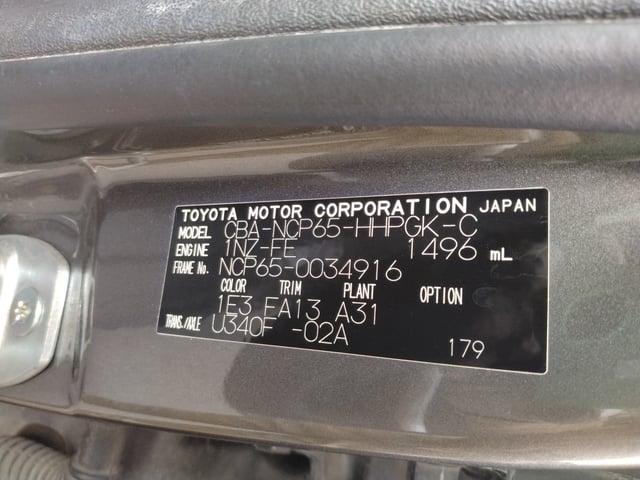 TOYOTA MOTOR CORPORATION JAPAN
MODEL CBA-NCP65-HHPGK-C
ENGINE 1NZ-FE 1496 mL
FRAME No. NCP65-0034916
COLOR TRIM PLANT OPTION
1E3 FA13 A31
TRANS./AXLE U340F -02A
179